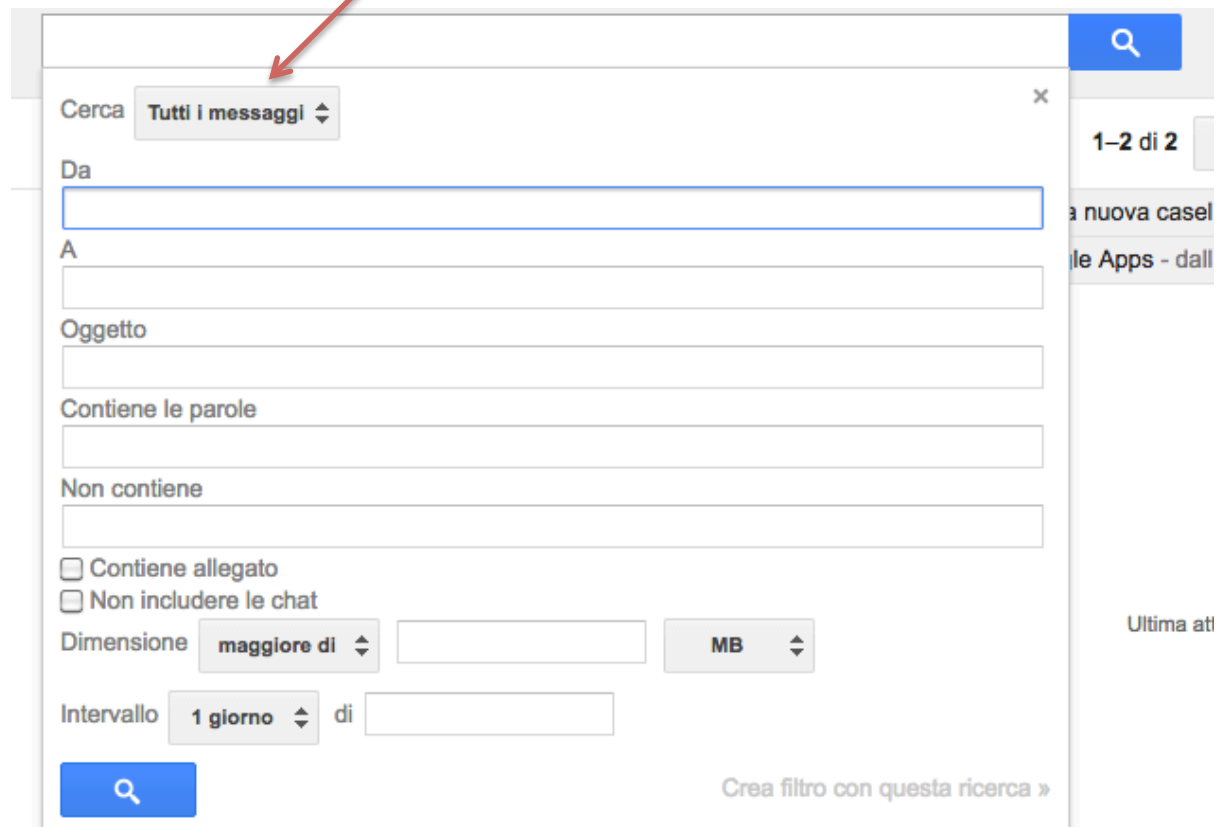 Cerca Tutti i messaggi ×
1–2 di 2
Da
a nuova casel
A
le Apps - dall
Oggetto
Contiene le parole
Non contiene
Contiene allegato
Non includere le chat
Ultima att
Dimensione maggiore di MB
Intervallo 1 giorno di
Crea filtro con questa ricerca »